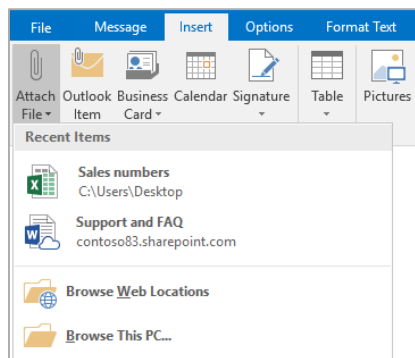 File Message Insert Options Format Text
Attach Outlook Business Calendar Signature Table Pictures
File Item Card
Recent Items
Sales numbers
C:\Users\Desktop
Support and FAQ
contoso83.sharepoint.com
Browse Web Locations
Browse This PC...